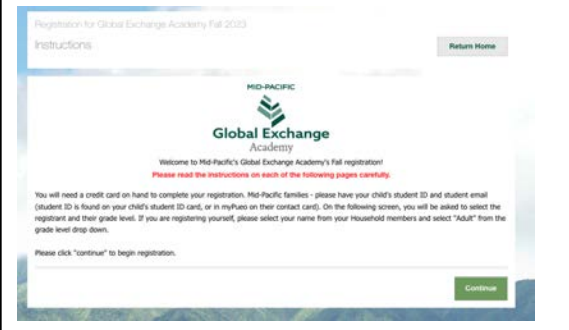 Registration for Global Exchange Academy Fall 2023
Instructions
Return Home
MID-PACIFIC
Global Exchange
Academy
Welcome to Mid-Pacific's Global Exchange Academy's Fall registration!
Please read the instructions on each of the following pages carefully.
You will need a credit card on hand to complete your registration. Mid-Pacific families - please have your child's student ID and student email
(student ID is found on your child's student ID card, or in myPueo on their contact card). On the following screen, you will be asked to select the
registrant and their grade level. If you are registering yourself, please select your name from your Household members and select "Adult" from the
grade level drop down.
Please click "continue" to begin registration.
Continue